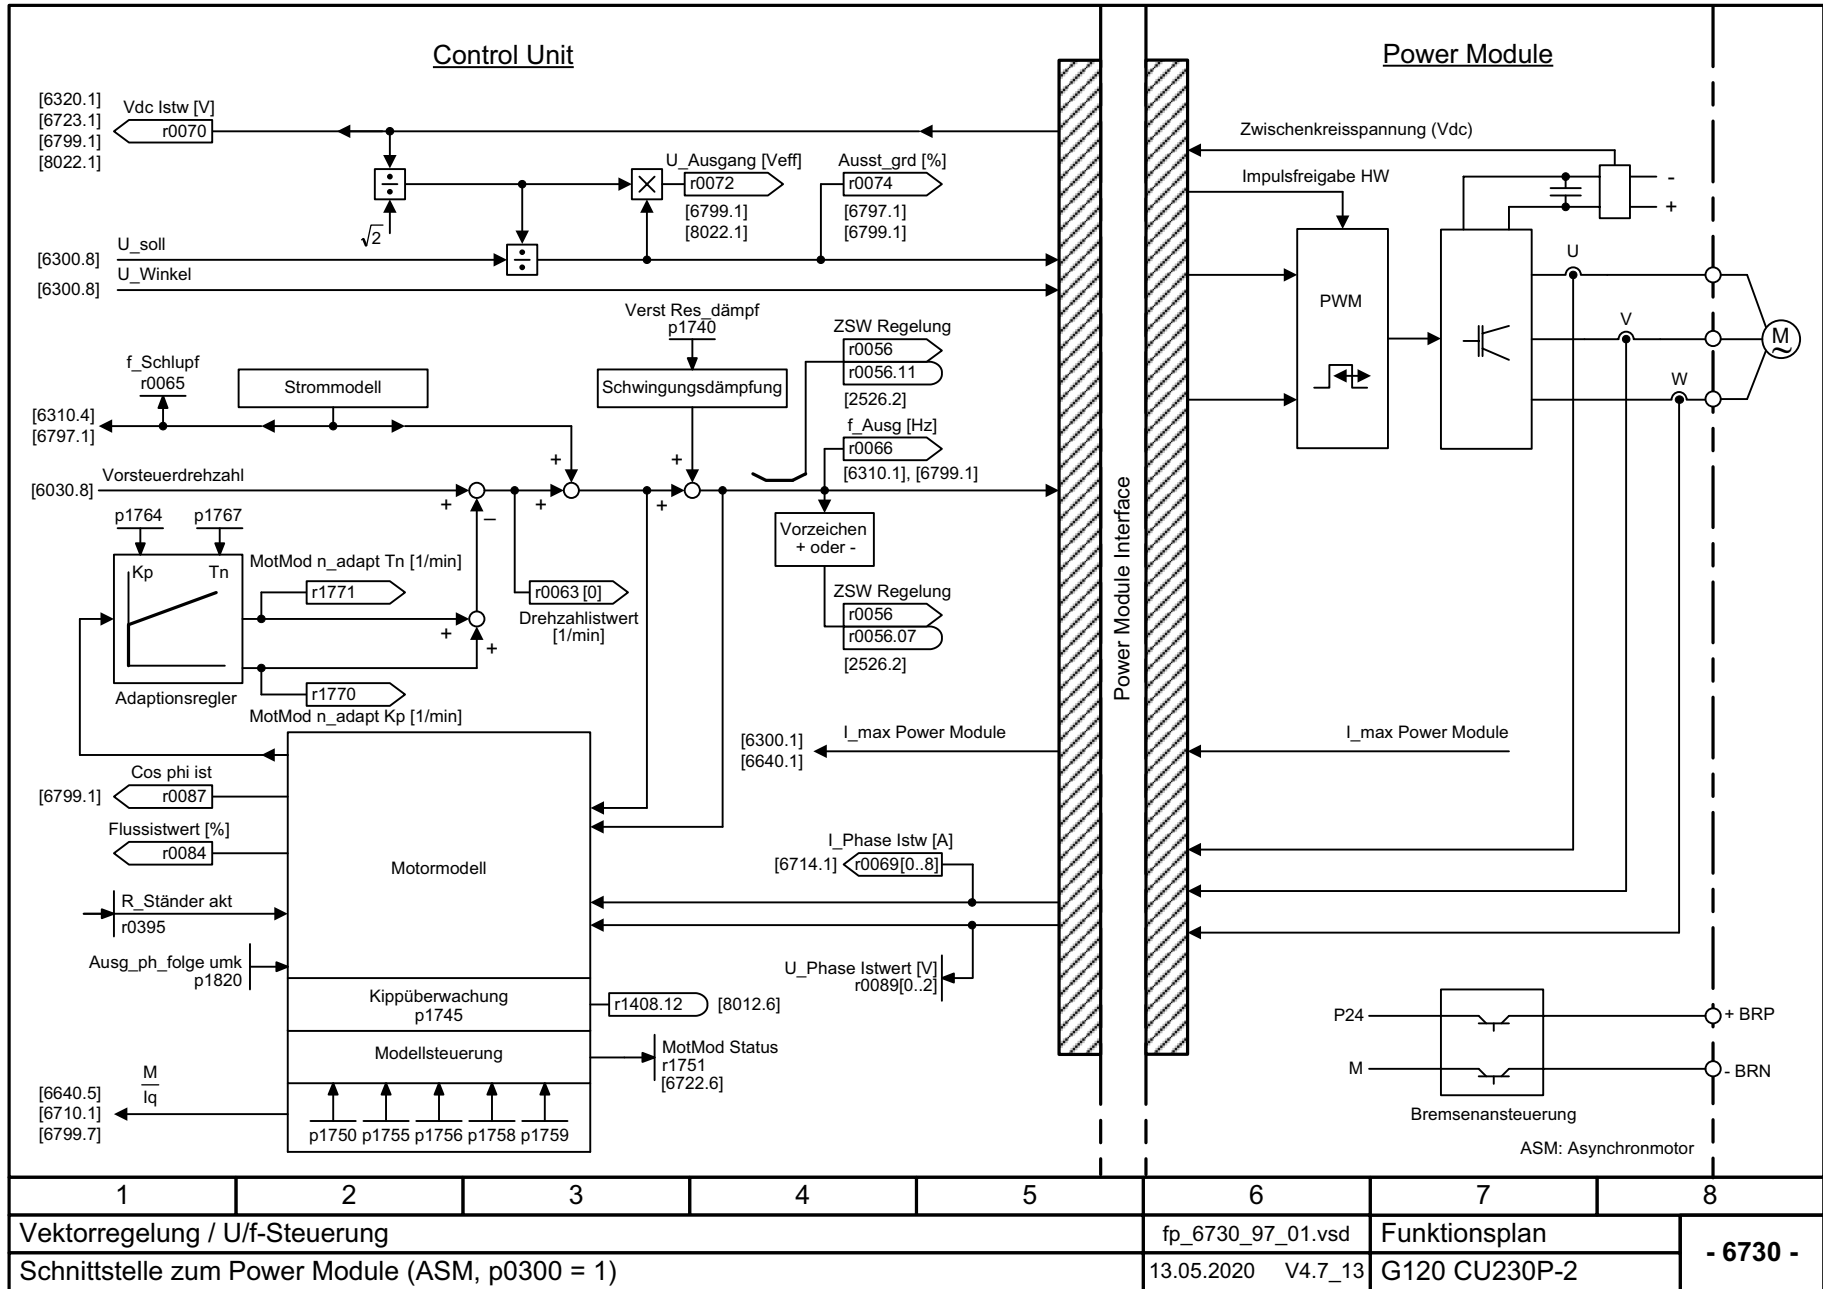 Control Unit
Power Module
[6320.1]
[6723.1]
[6799.1]
[8022.1]
Vdc Istw [V]
r0070
÷
√2
U_Ausgang [Veff]
r0072
[6799.1]
[8022.1]
Ausst_grd [%]
r0074
[6797.1]
[6799.1]
×
÷
U_soll
[6300.8]
U_Winkel
[6300.8]
Zwischenkreisspannung (Vdc)
Impulsfreigabe HW
-
+
PWM
U
V
W
M
~
Verst Res_dämpf
p1740
Schwingungsdämpfung
ZSW Regelung
r0056
r0056.11
[2526.2]
f_Ausg [Hz]
r0066
[6310.1], [6799.1]
f_Schlupf
r0065
Strommodell
[6310.4]
[6797.1]
Vorsteuerdrehzahl
[6030.8]
+
–
+
+
+
+
p1764
p1767
Kp
Tn
Adaptionsregler
MotMod n_adapt Tn [1/min]
r1771
+
+
r1770
MotMod n_adapt Kp [1/min]
r0063 [0]
Drehzahlistwert
[1/min]
Vorzeichen
+ oder -
ZSW Regelung
r0056
r0056.07
[2526.2]
Power Module Interface
[6300.1]
[6640.1]
I_max Power Module
I_max Power Module
Cos phi ist
[6799.1]
r0087
Flussistwert [%]
r0084
Motormodell
I_Phase Istw [A]
[6714.1]
r0069[0..8]
R_Ständer akt
r0395
Ausg_ph_folge umk
p1820
U_Phase Istwert [V]
r0089[0..2]
Kippüberwachung
p1745
r1408.12
[8012.6]
Modellsteuerung
MotMod Status
r1751
[6722.6]
[6640.5]
[6710.1]
[6799.7]
M
Iq
p1750 p1755 p1756 p1758 p1759
P24
+ BRP
M
- BRN
Bremsenansteuerung
ASM: Asynchronmotor
1 2 3 4 5 6 7 8
Vektorregelung / U/f-Steuerung
fp_6730_97_01.vsd
Funktionsplan
- 6730 -
Schnittstelle zum Power Module (ASM, p0300 = 1)
13.05.2020 V4.7_13
G120 CU230P-2